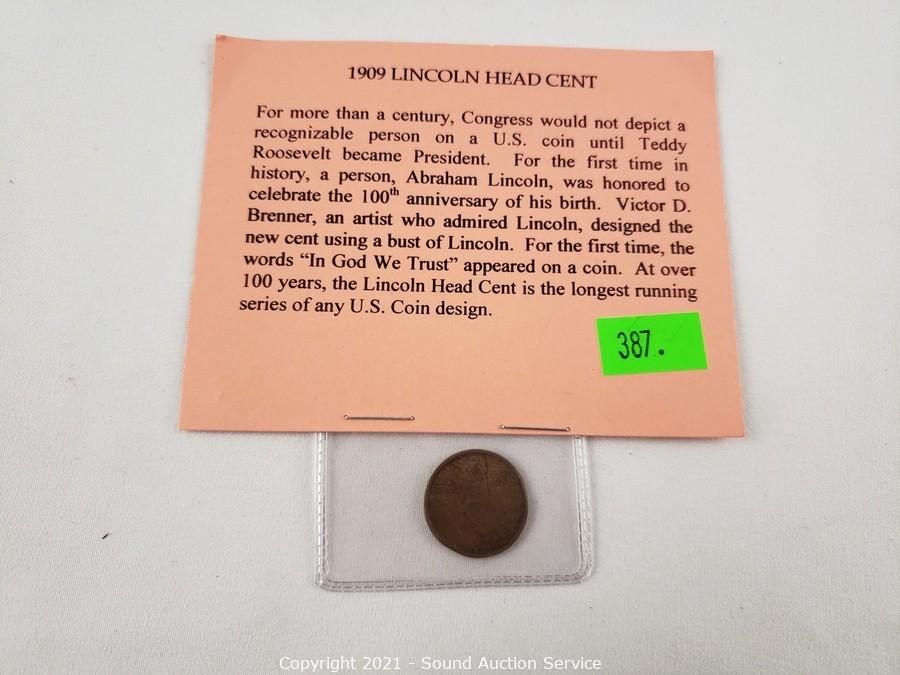 1909 LINCOLN HEAD CENT
For more than a century, Congress would not depict a
recognizable person on a U.S. coin until Teddy
Roosevelt became President. For the first time in
history, a person, Abraham Lincoln, was honored to
celebrate the 100th anniversary of his birth. Victor D.
Brenner, an artist who admired Lincoln, designed the
new cent using a bust of Lincoln. For the first time, the
words “In God We Trust” appeared on a coin. At over
100 years, the Lincoln Head Cent is the longest running
series of any U.S. Coin design.
387.
Copyright 2021 - Sound Auction Service